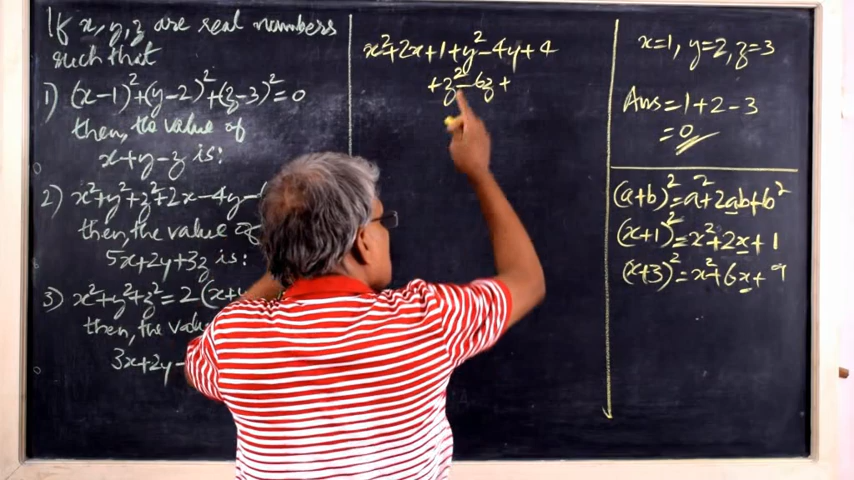 If x, y, z are real numbers
such that
1) (x-1)²+(y-2)²+(z-3)²=0
then, the value of
x+y-z is:
2) x²+y²+z²+2x-4y-
then, the value of
5x+2y+3z is:
3) x²+y²+z²=2(x+y
then, the valu
3x+2y-
x²+2x+1+y²-4y+4
+z²-6z+
x=1, y=2, z=3
Ans=1+2-3
=0
(a+b)²=a²+2ab+b²
(x+1)²=x²+2x+1
(x+3)²=x²+6x+9